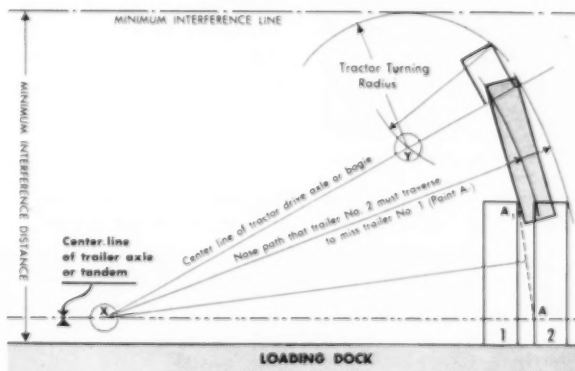 MINIMUM INTERFERENCE LINE
MINIMUM INTERFERENCE DISTANCE
Tractor Turning
Radius
Y
Center line of tractor drive axle or bogie
Nose path that trailer No. 2 must traverse
to miss trailer No. 1 (Point A.)
Center line
of trailer axle
or tandem
X
A,
A
1
2
LOADING DOCK